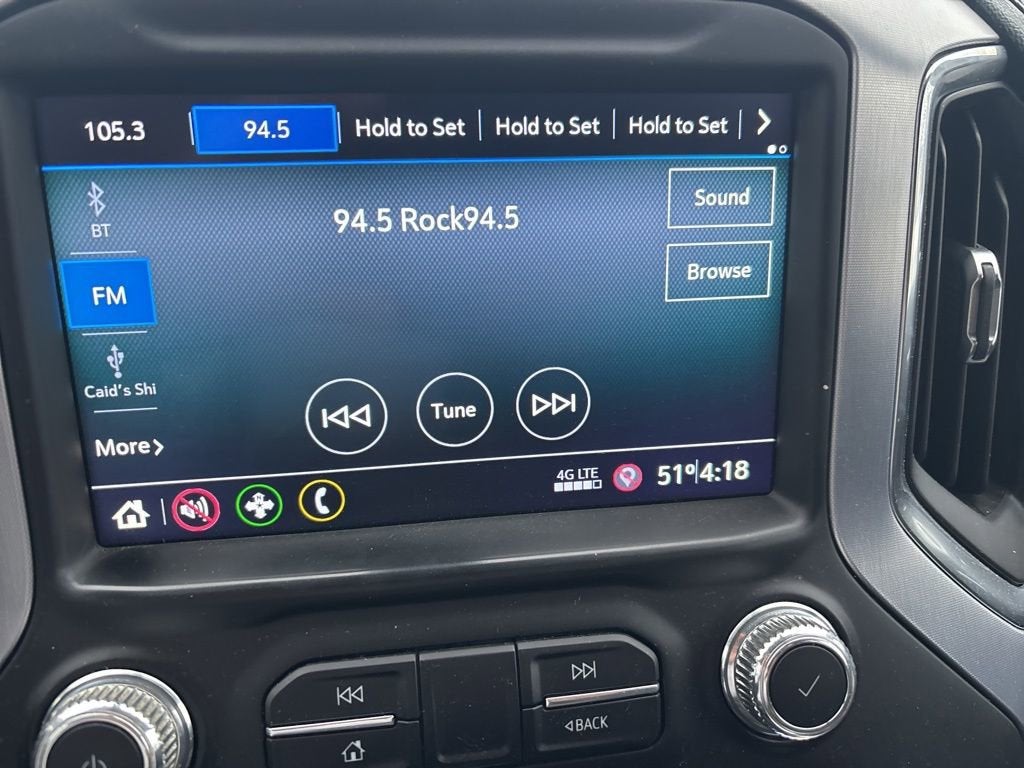 105.3 94.5 Hold to Set Hold to Set Hold to Set
BT
94.5 Rock94.5
Sound
FM
Browse
Caid's Shi
Tune
More
4G LTE
51° 4:18
BACK